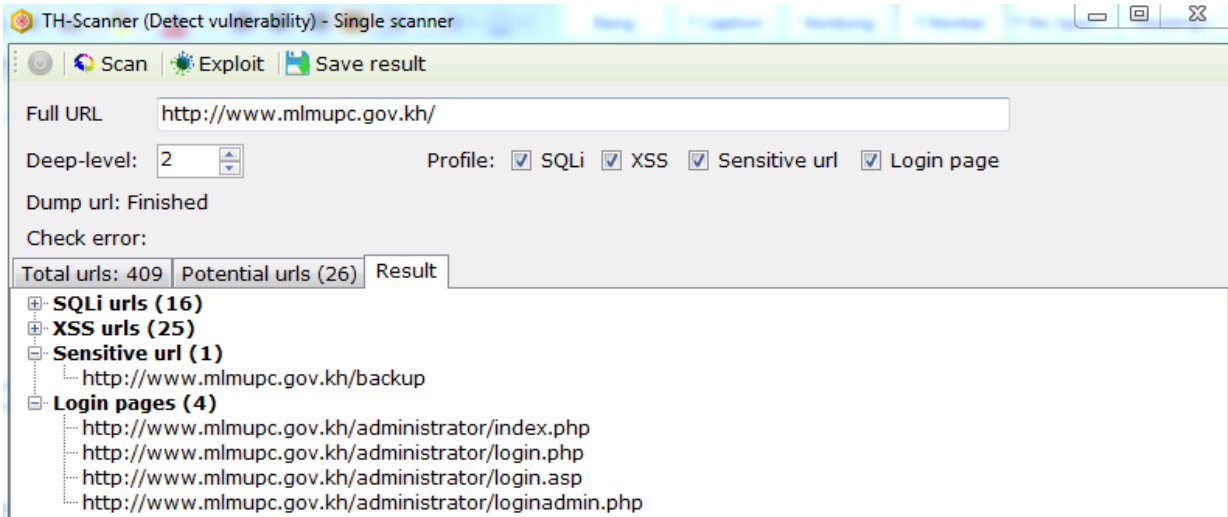 TH-Scanner (Detect vulnerability) - Single scanner
Scan Exploit Save result
Full URL http://www.mlmupc.gov.kh/
Deep-level: 2 Profile: SQLi XSS Sensitive url Login page
Dump url: Finished
Check error:
Total urls: 409 Potential urls (26) Result
SQLi urls (16)
XSS urls (25)
Sensitive url (1)
http://www.mlmupc.gov.kh/backup
Login pages (4)
http://www.mlmupc.gov.kh/administrator/index.php
http://www.mlmupc.gov.kh/administrator/login.php
http://www.mlmupc.gov.kh/administrator/login.asp
http://www.mlmupc.gov.kh/administrator/loginadmin.php